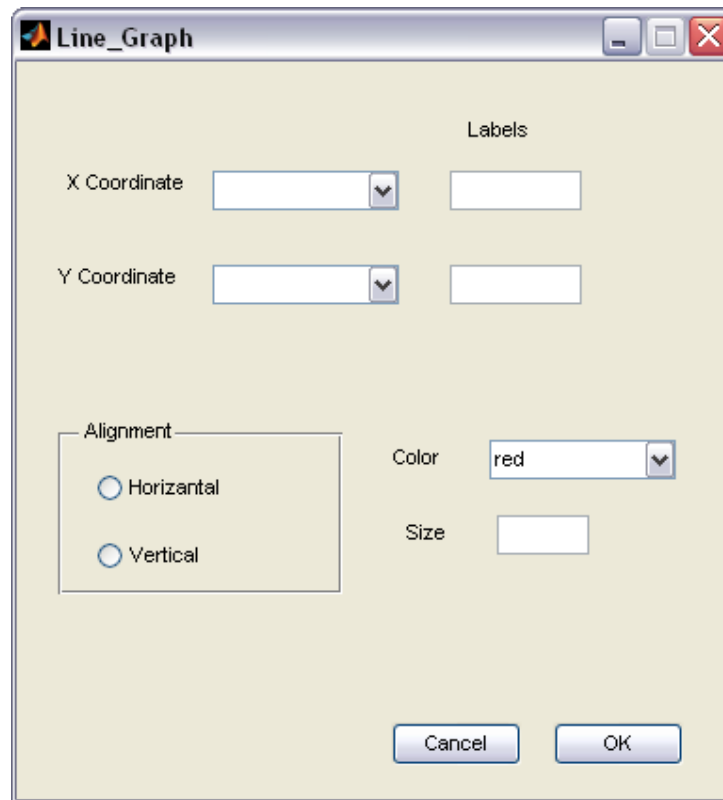 Line_Graph
Labels
X Coordinate
Y Coordinate
Alignment
Horizantal
Vertical
Color red
Size
Cancel OK